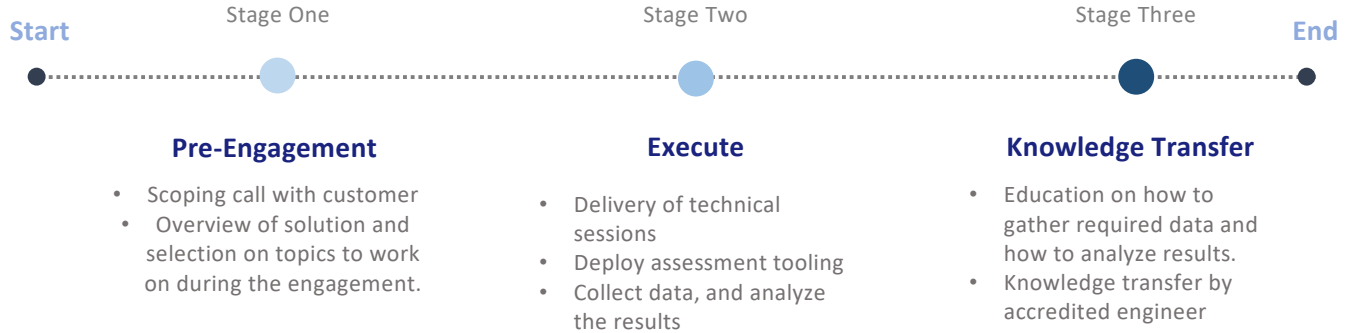 Stage One
Stage Two
Stage Three
Start
End
Pre-Engagement
• Scoping call with customer
• Overview of solution and
selection on topics to work
on during the engagement.
Execute
• Delivery of technical
sessions
• Deploy assessment tooling
• Collect data, and analyze
the results
Knowledge Transfer
• Education on how to
gather required data and
how to analyze results.
• Knowledge transfer by
accredited engineer